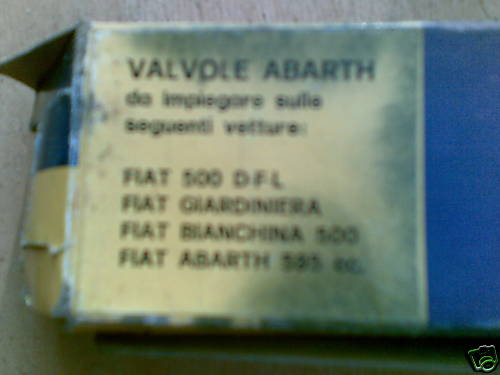 VALVOLE ABARTH
da impiegare sulle
seguenti vetture:
FIAT 500 D-F-L
FIAT GIARDINIERA
FIAT BIANCHINA 500
FIAT ABARTH 595 cc.